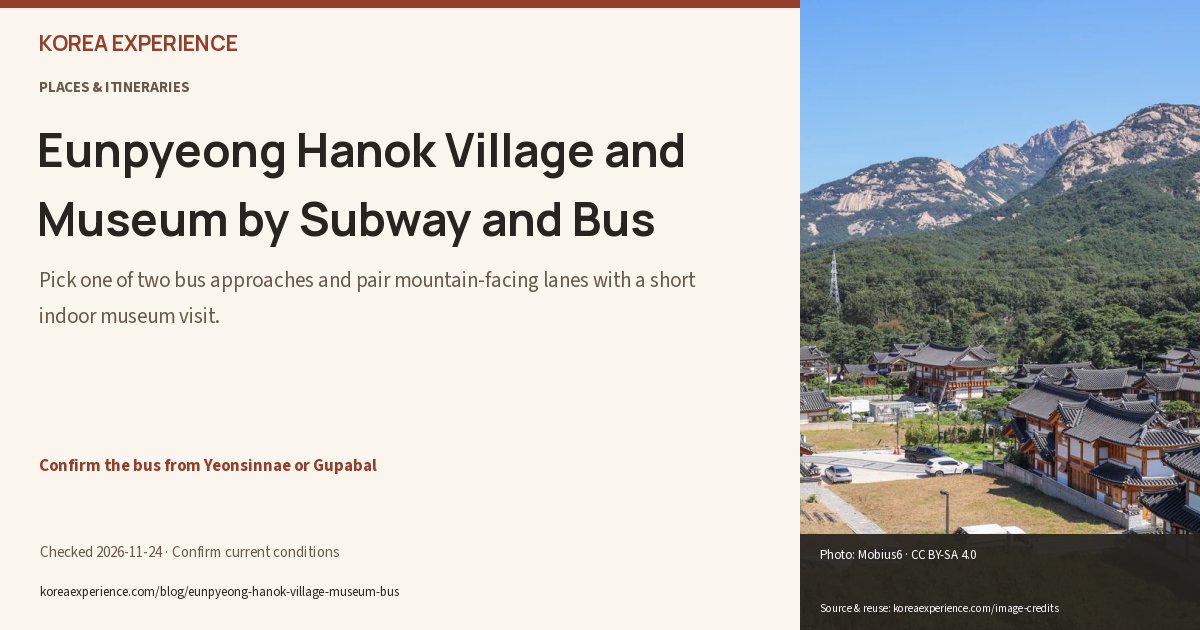 KOREA EXPERIENCE
PLACES & ITINERARIES
Eunpyeong Hanok Village and
Museum by Subway and Bus
Pick one of two bus approaches and pair mountain-facing lanes with a short
indoor museum visit.
Confirm the bus from Yeonsinnae or Gupabal
Checked 2026-11-24 · Confirm current conditions
koreaexperience.com/blog/eunpyeong-hanok-village-museum-bus
Photo: Mobius6 · CC BY-SA 4.0
Source & reuse: koreaexperience.com/image-credits